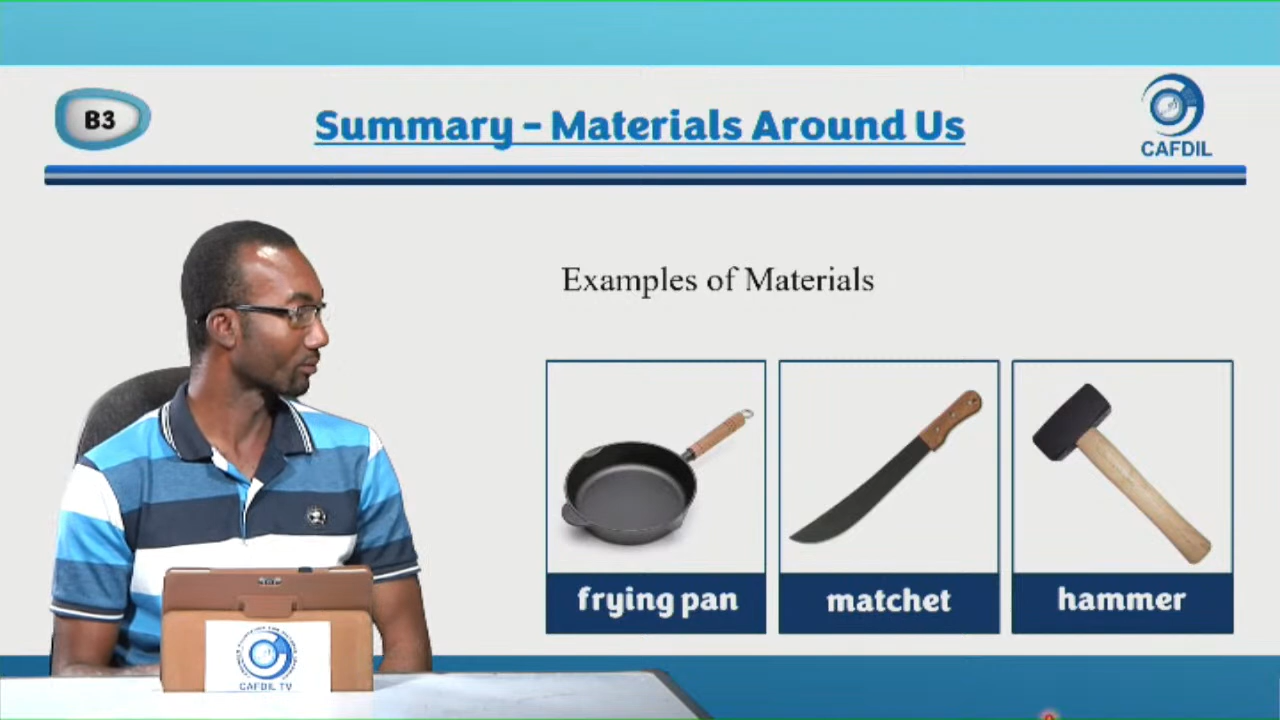 B3
Summary – Materials Around Us
CAFDIL
Examples of Materials
frying pan
matchet
hammer
CAFDIL TV